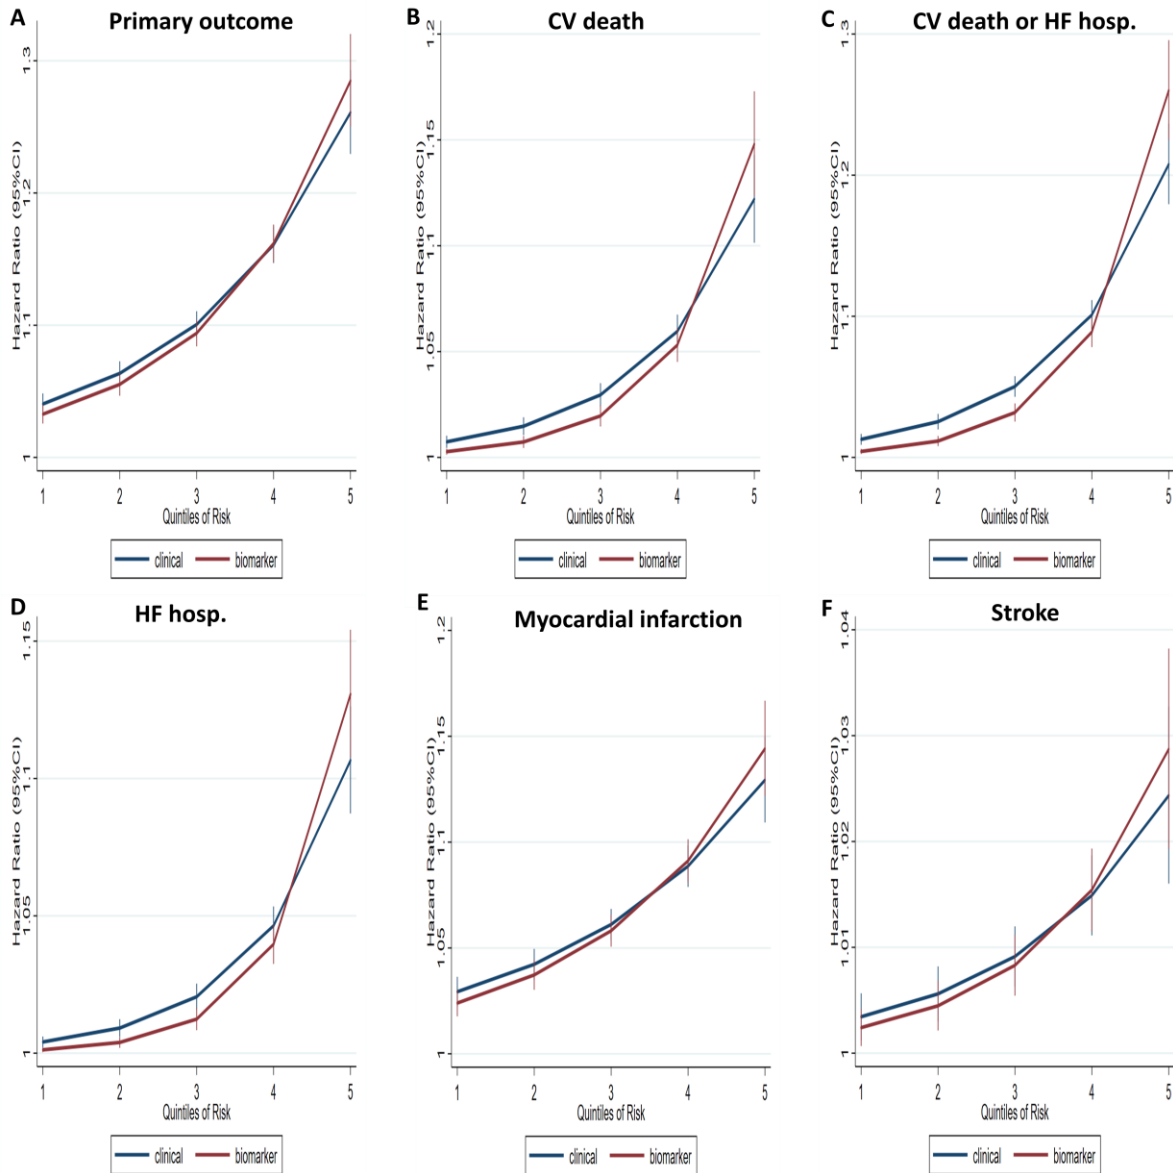 A Primary outcome
Hazard Ratio (95%CI)
1.3
1.2
1.1
1
1 2 3 4 5
Quintiles of Risk
clinical biomarker
B CV death
Hazard Ratio (95%CI)
1.2
1.15
1.1
1.05
1
1 2 3 4 5
Quintiles of Risk
clinical biomarker
C CV death or HF hosp.
Hazard Ratio (95%CI)
1.3
1.2
1.1
1
1 2 3 4 5
Quintiles of Risk
clinical biomarker
D HF hosp.
Hazard Ratio (95%CI)
1.15
1.1
1.05
1
1 2 3 4 5
Quintiles of Risk
clinical biomarker
E Myocardial infarction
Hazard Ratio (95%CI)
1.2
1.15
1.1
1.05
1
1 2 3 4 5
Quintiles of Risk
clinical biomarker
F Stroke
Hazard Ratio (95%CI)
1.04
1.03
1.02
1.01
1
1 2 3 4 5
Quintiles of Risk
clinical biomarker